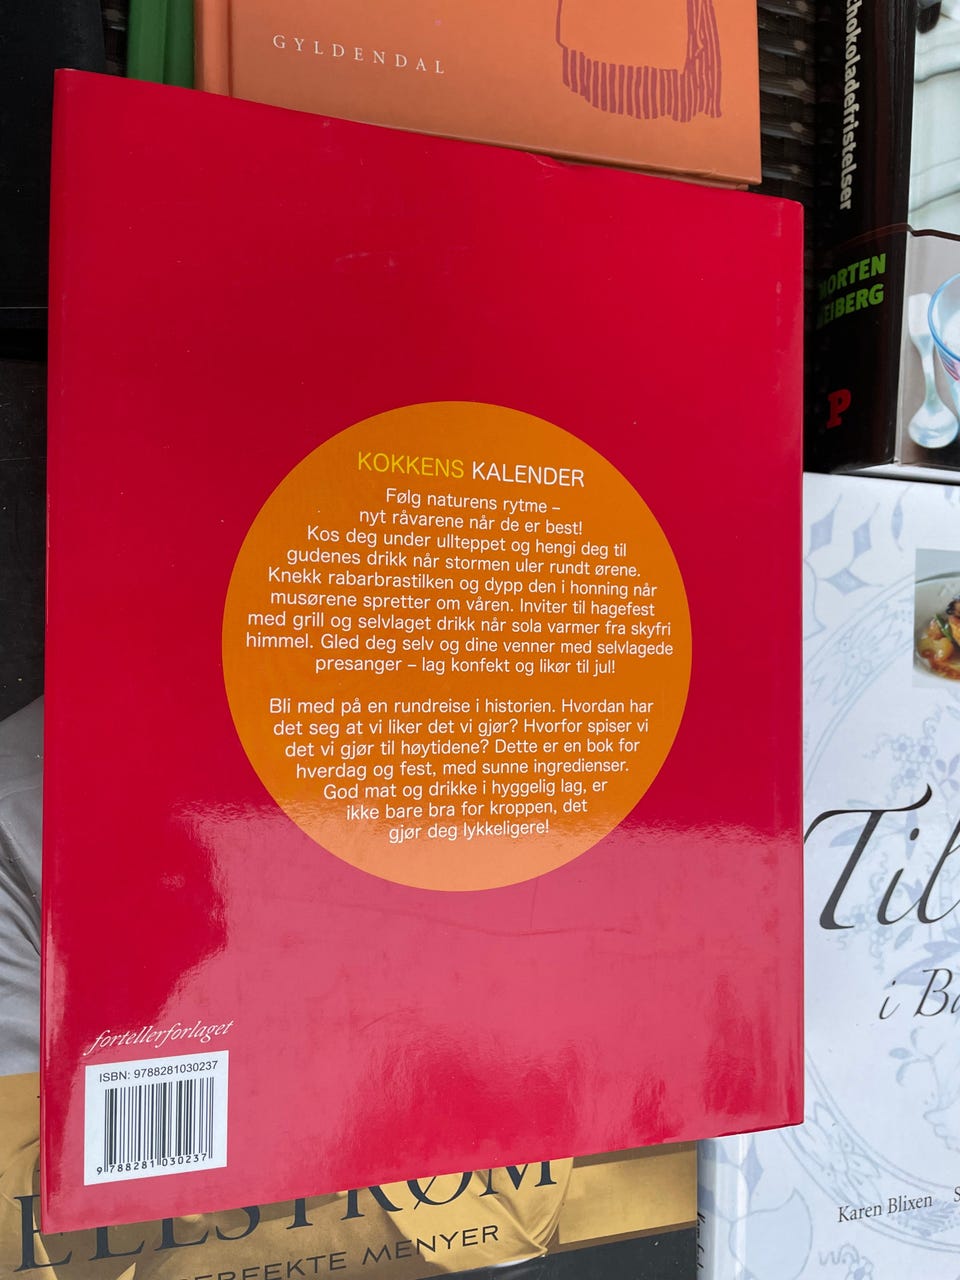 GYLDENDAL
chokoladefristelser
MORTEN
HEIBERG
P
KOKKENS KALENDER
Følg naturens rytme –
nyt råvarene når de er best!
Kos deg under ullteppet og hengi deg til
gudenes drikk når stormen uler rundt ørene.
Knekk rabarbrastilken og dypp den i honning når
musørene spretter om våren. Inviter til hagefest
med grill og selvlaget drikk når sola varmer fra skyfri
himmel. Gled deg selv og dine venner med selvlagede
presanger – lag konfekt og likør til jul!
Bli med på en rundreise i historien. Hvordan har
det seg at vi liker det vi gjør? Hvorfor spiser vi
det vi gjør til høytidene? Dette er en bok for
hverdag og fest, med sunne ingredienser.
God mat og drikke i hyggelig lag, er
ikke bare bra for kroppen, det
gjør deg lykkeligere!
fortellerforlaget
ISBN: 9788281030237
9 788281 030237
Til
i Ba
Karen Blixen
ELLSTRØM
MENYER